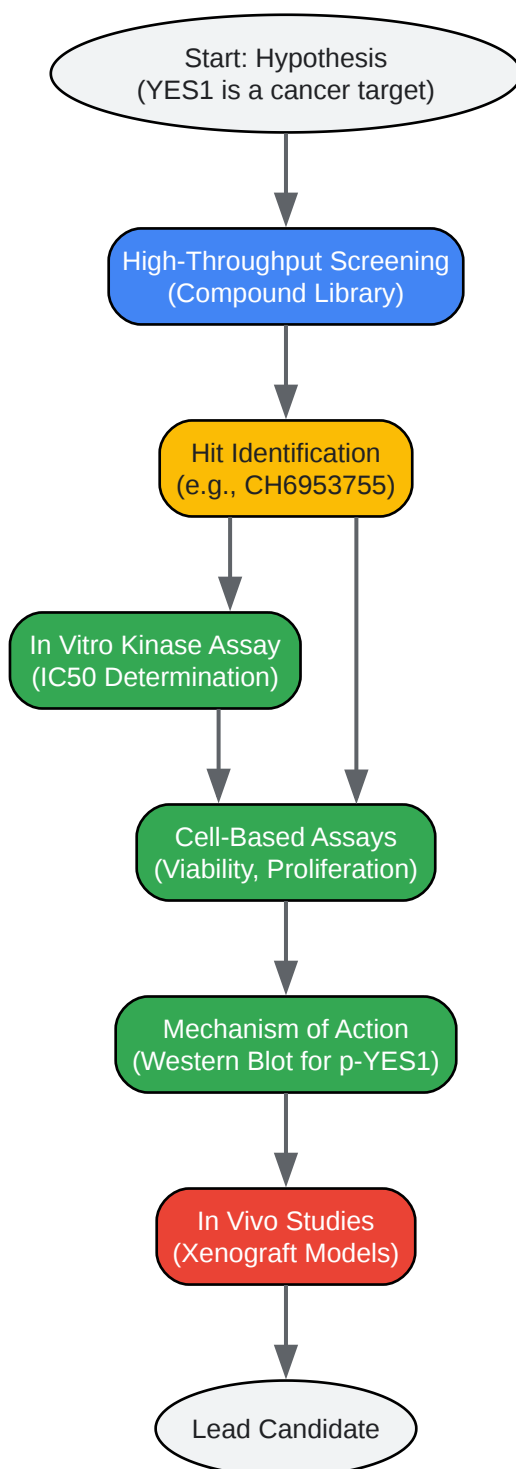 Start: Hypothesis
(YES1 is a cancer target)
High-Throughput Screening
(Compound Library)
Hit Identification
(e.g., CH6953755)
In Vitro Kinase Assay
(IC50 Determination)
Cell-Based Assays
(Viability, Proliferation)
Mechanism of Action
(Western Blot for p-YES1)
In Vivo Studies
(Xenograft Models)
Lead Candidate